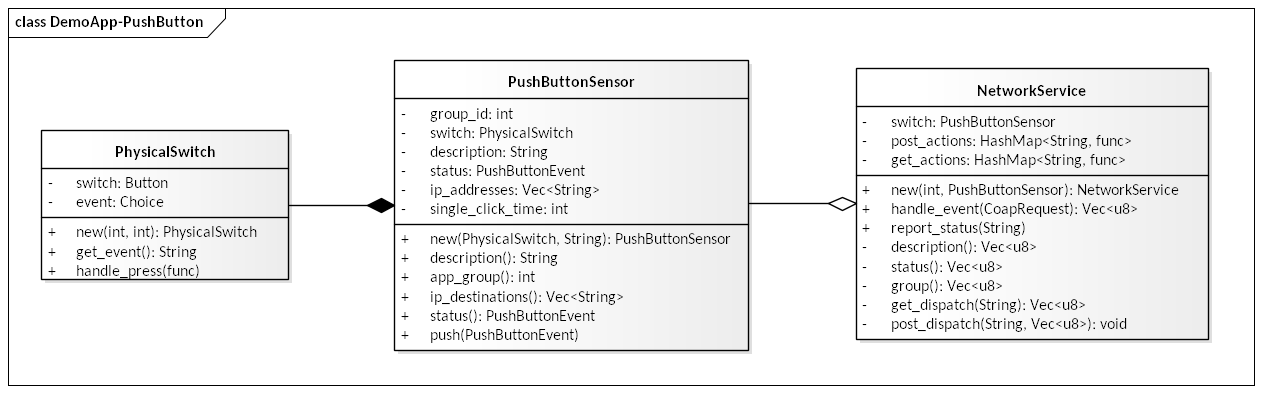 class DemoApp-PushButton
PhysicalSwitch
- switch: Button
- event: Choice
+ new(int, int): PhysicalSwitch
+ get_event(): String
+ handle_press(func)
PushButtonSensor
- group_id: int
- switch: PhysicalSwitch
- description: String
- status: PushButtonEvent
- ip_addresses: Vec<String>
- single_click_time: int
+ new(PhysicalSwitch, String): PushButtonSensor
+ description(): String
+ app_group(): int
+ ip_destinations(): Vec<String>
+ status(): PushButtonEvent
+ push(PushButtonEvent)
NetworkService
- switch: PushButtonSensor
- post_actions: HashMap<String, func>
- get_actions: HashMap<String, func>
+ new(int, PushButtonSensor): NetworkService
+ handle_event(CoapRequest): Vec<u8>
+ report_status(String)
- description(): Vec<u8>
- status(): Vec<u8>
- group(): Vec<u8>
- get_dispatch(String): Vec<u8>
- post_dispatch(String, Vec<u8>): void